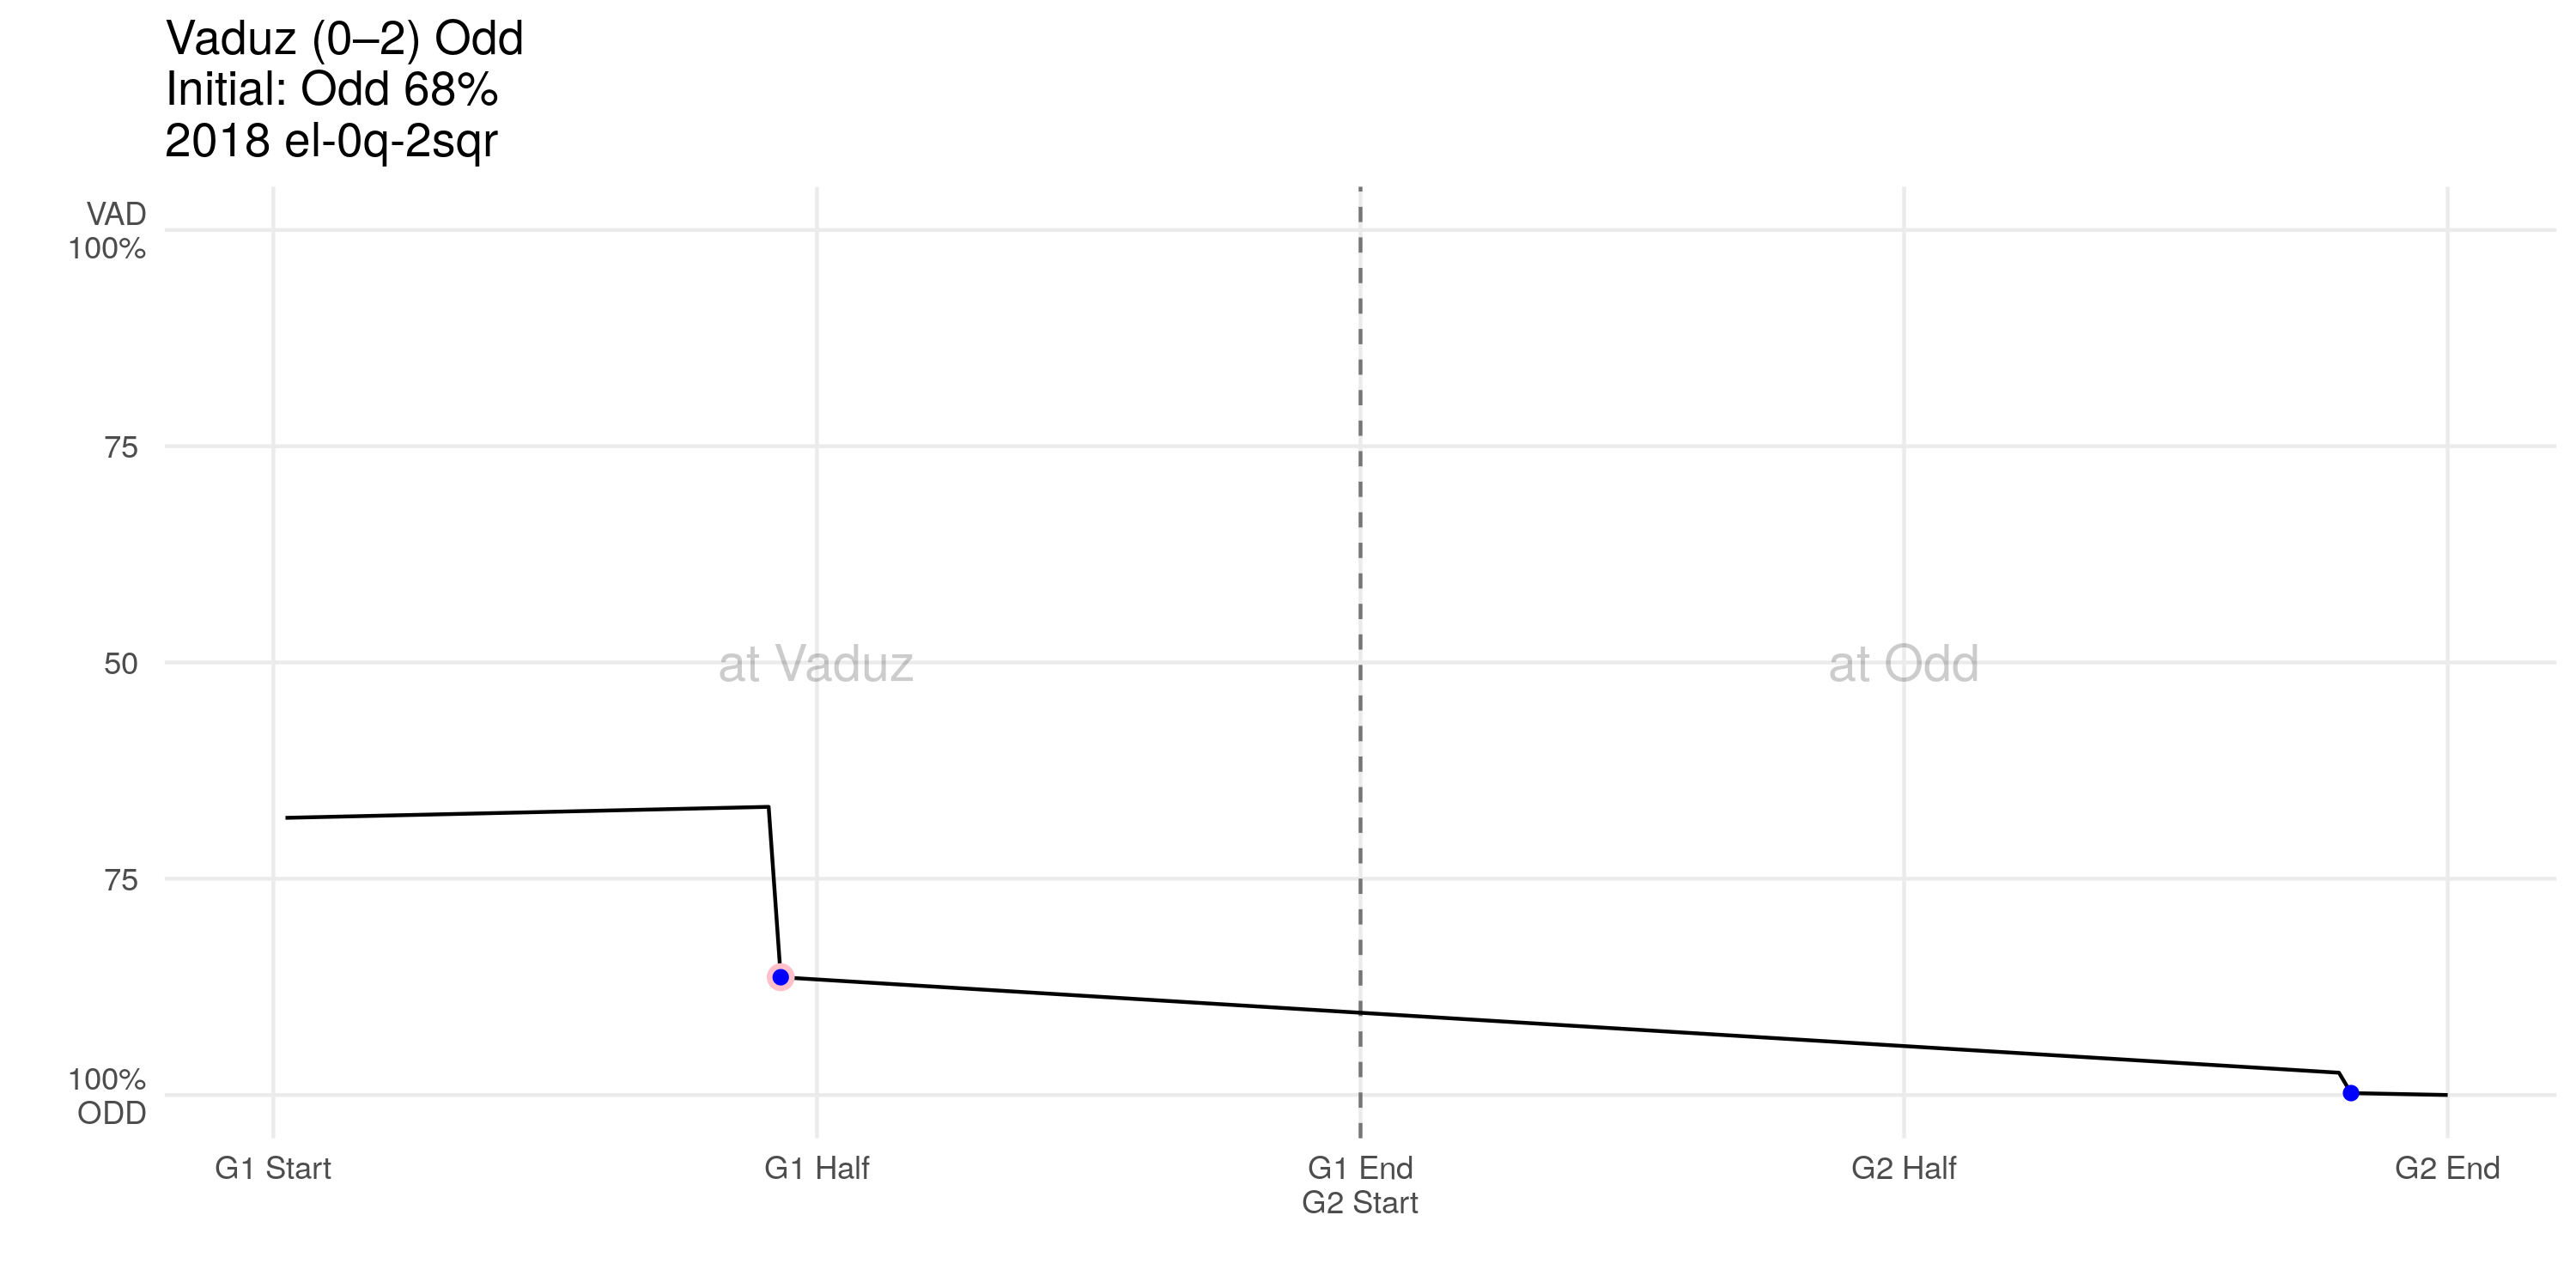 Vaduz (0–2) Odd
Initial: Odd 68%
2018 el-0q-2sqr
VAD
100%
75
50
75
100%
ODD
at Vaduz
at Odd
G1 Start
G1 Half
G1 End
G2 Start
G2 Half
G2 End